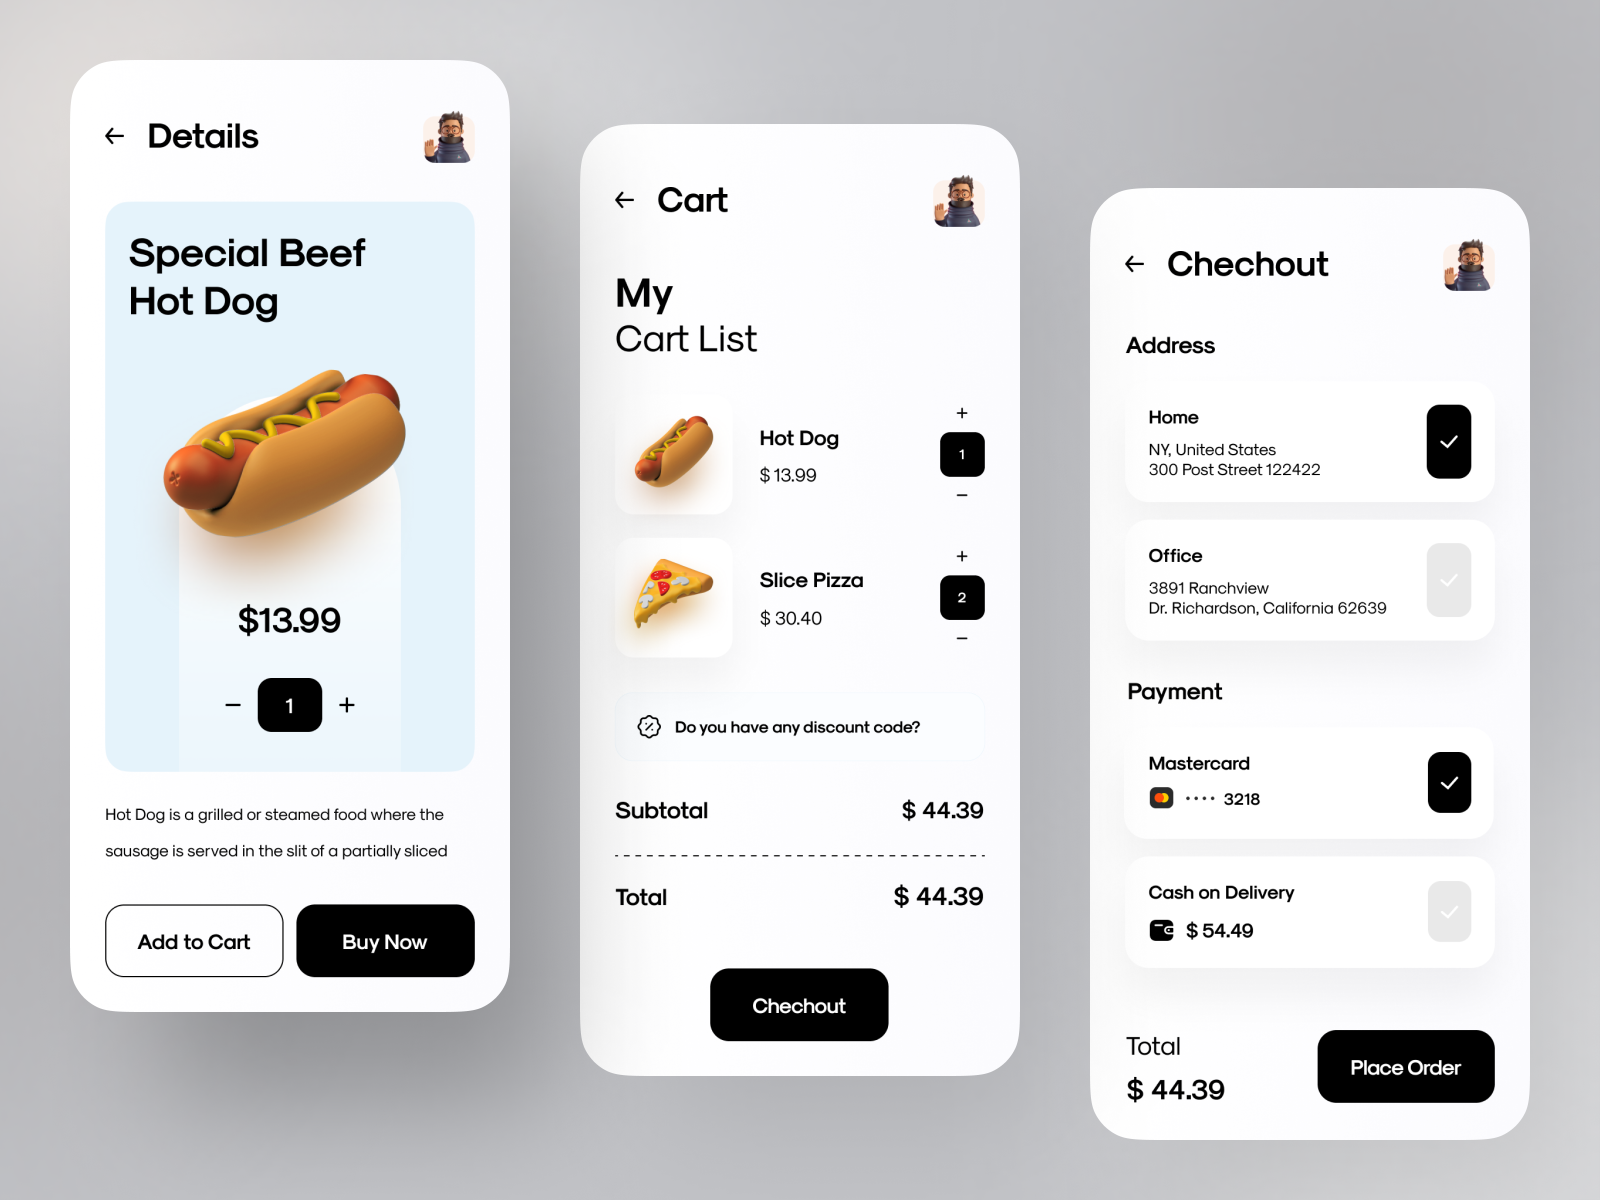 Details
Special Beef
Hot Dog
$13.99
− 1 +
Hot Dog is a grilled or steamed food where the
sausage is served in the slit of a partially sliced
Add to Cart
Buy Now
Cart
My
Cart List
Hot Dog
$ 13.99
+
1
−
Slice Pizza
$ 30.40
+
2
−
Do you have any discount code?
Subtotal $ 44.39
Total $ 44.39
Chechout
Chechout
Address
Home
NY, United States
300 Post Street 122422
Office
3891 Ranchview
Dr. Richardson, California 62639
Payment
Mastercard
•••• 3218
Cash on Delivery
$ 54.49
Total
$ 44.39
Place Order